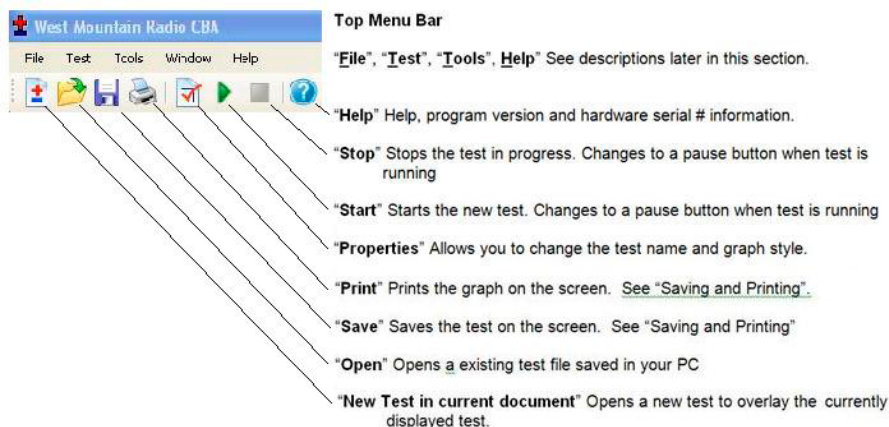 West Mountain Radio CBA
File Test Tools Window Help
Top Menu Bar
"File", "Test", "Tools", Help" See descriptions later in this section.
"Help" Help, program version and hardware serial # information.
"Stop" Stops the test in progress. Changes to a pause button when test is
running
"Start" Starts the new test. Changes to a pause button when test is running
"Properties" Allows you to change the test name and graph style.
"Print" Prints the graph on the screen. See "Saving and Printing".
"Save" Saves the test on the screen. See "Saving and Printing"
"Open" Opens a existing test file saved in your PC
"New Test in current document" Opens a new test to overlay the currently
displayed test.